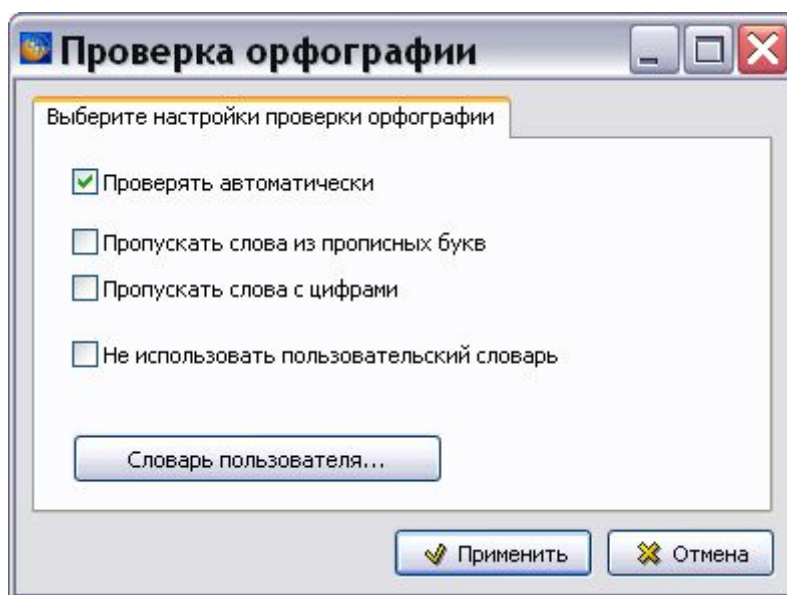 Проверка орфографии
Выберите настройки проверки орфографии
Проверять автоматически
Пропускать слова из прописных букв
Пропускать слова с цифрами
Не использовать пользовательский словарь
Словарь пользователя...
Применить
Отмена